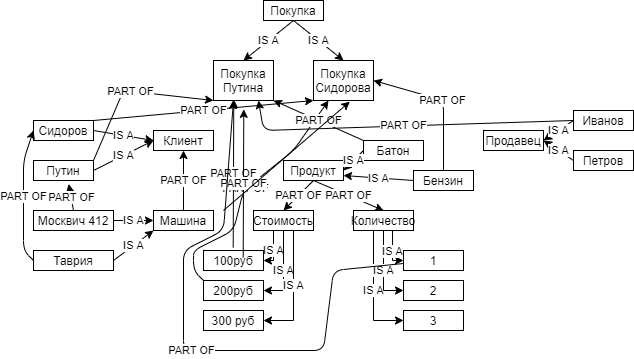 Покупка
IS A
IS A
Покупка
Путина
Покупка
Сидорова
PART OF
PART OF
PART OF
PART OF
Сидоров
IS A
Клиент
Иванов
Продавец
IS A
Батон
IS A
Петров
Путин
IS A
Продукт
IS A
Бензин
PART OF
PART OF
PART OF
PART OF
PART OF
PART OF
PART OF
Москвич 412
IS A
Машина
Стоимость
Количество
Таврия
IS A
IS A
IS A
100руб
1
IS A
IS A
200руб
IS A
IS A
2
300 руб
3
PART OF